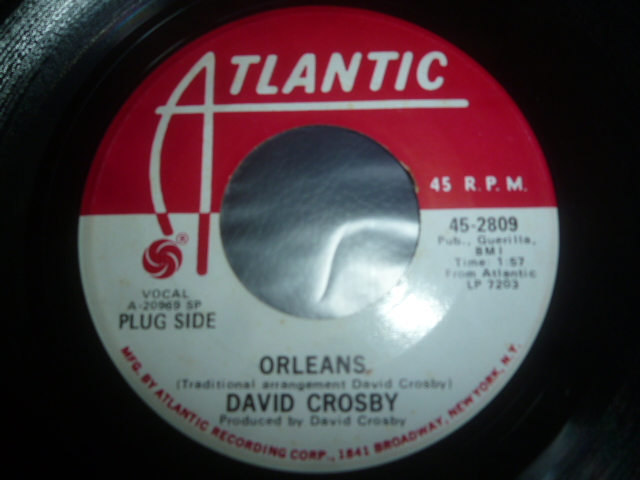 ATLANTIC
45 R.P.M.
®
45-2809
Pub., Guerilla,
BMI
Time: 1:57
From Atlantic
LP 7203
VOCAL
A-20969 SP
PLUG SIDE
ORLEANS
(Traditional arrangement David Crosby)
DAVID CROSBY
Produced by David Crosby
MFG. BY ATLANTIC RECORDING CORP., 1841 BROADWAY, NEW YORK, N.Y.